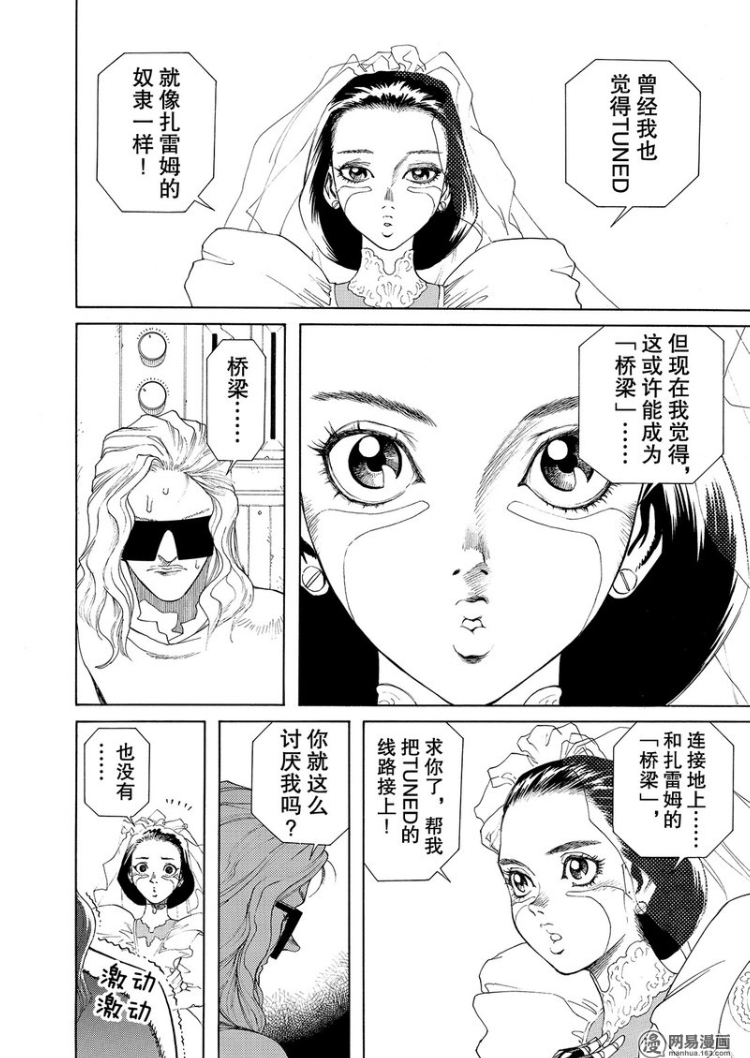 曾经我也
觉得TUNED
就像扎雷姆的
奴隶一样！
但现在我觉得，
这或许能成为
「桥梁」……
桥梁……
连接地上……
和扎雷姆的
「桥梁」，
求你了，帮我
把TUNED的
线路接上！
你就这么
讨厌我吗？
也没有
……
激动
激动
网易漫画
manhua.163.com